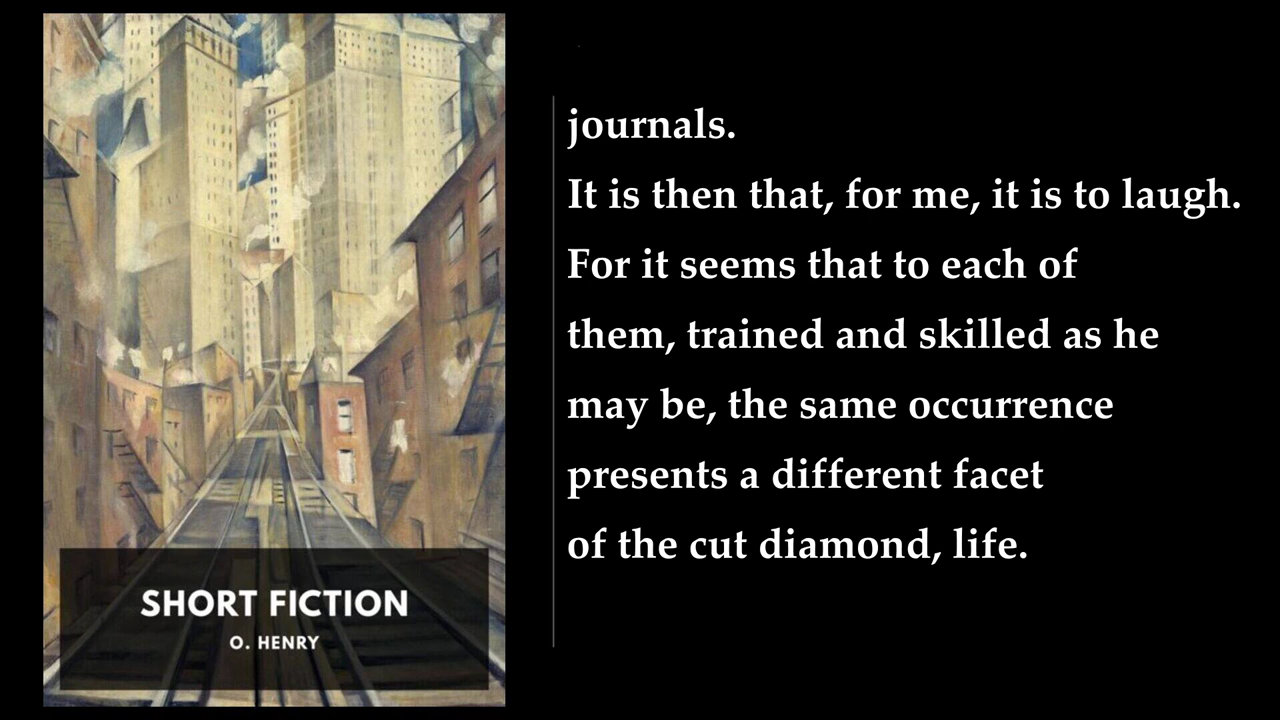 SHORT FICTION
O. HENRY
journals.
It is then that, for me, it is to laugh.
For it seems that to each of
them, trained and skilled as he
may be, the same occurrence
presents a different facet
of the cut diamond, life.